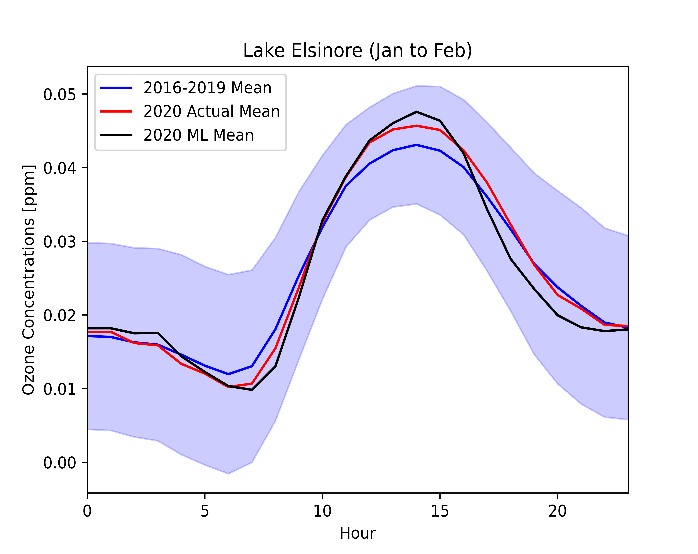 Lake Elsinore (Jan to Feb)
2016-2019 Mean
2020 Actual Mean
2020 ML Mean
Ozone Concentrations [ppm]
0.05
0.04
0.03
0.02
0.01
0.00
0 5 10 15 20
Hour